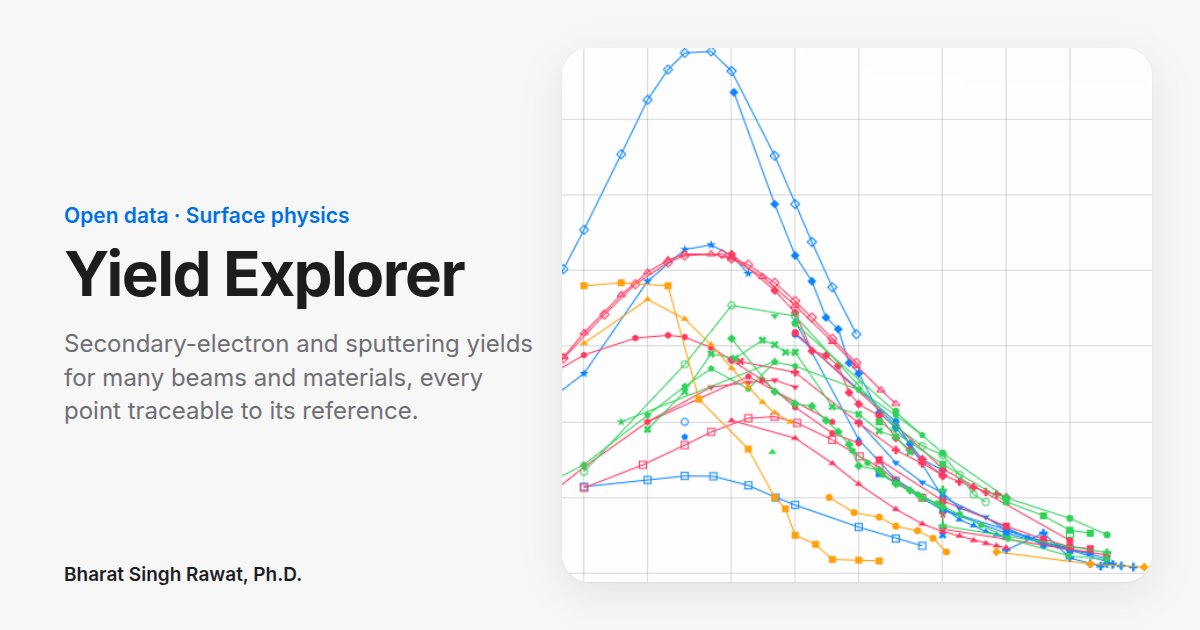 Open data · Surface physics
Yield Explorer
Secondary-electron and sputtering yields
for many beams and materials, every
point traceable to its reference.
Bharat Singh Rawat, Ph.D.